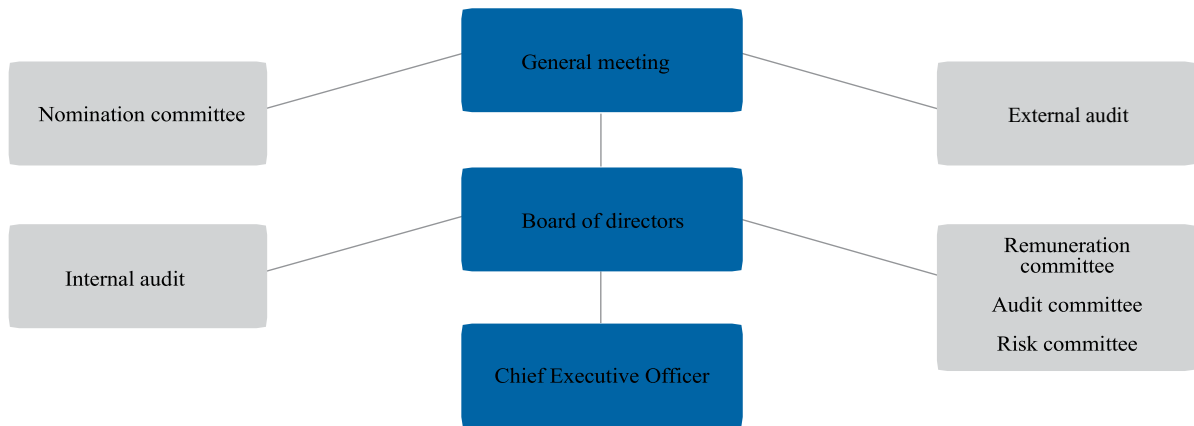 General meeting
Nomination committee
External audit
Board of directors
Internal audit
Remuneration
committee
Audit committee
Risk committee
Chief Executive Officer